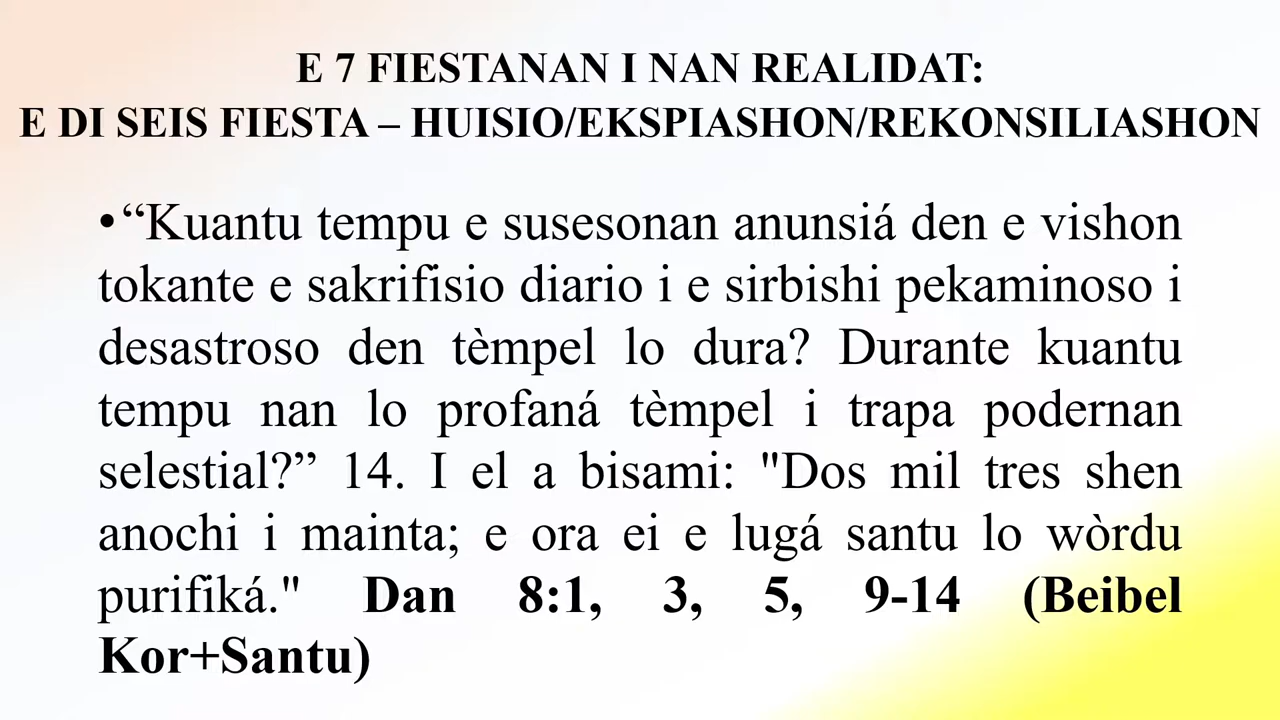 E 7 FIESTANAN I NAN REALIDAT:
E DI SEIS FIESTA – HUISIO/EKSPIASHON/REKONSILIASHON
•“Kuantu tempu e susesonan anunsiá den e vishon
tokante e sakrifisio diario i e sirbishi pekaminoso i
desastroso den tèmpel lo dura? Durante kuantu
tempu nan lo profaná tèmpel i trapa podernan
selestial?” 14. I el a bisami: "Dos mil tres shen
anochi i mainta; e ora ei e lugá santu lo wòrdu
purifiká." Dan 8:1, 3, 5, 9-14 (Beibel
Kor+Santu)